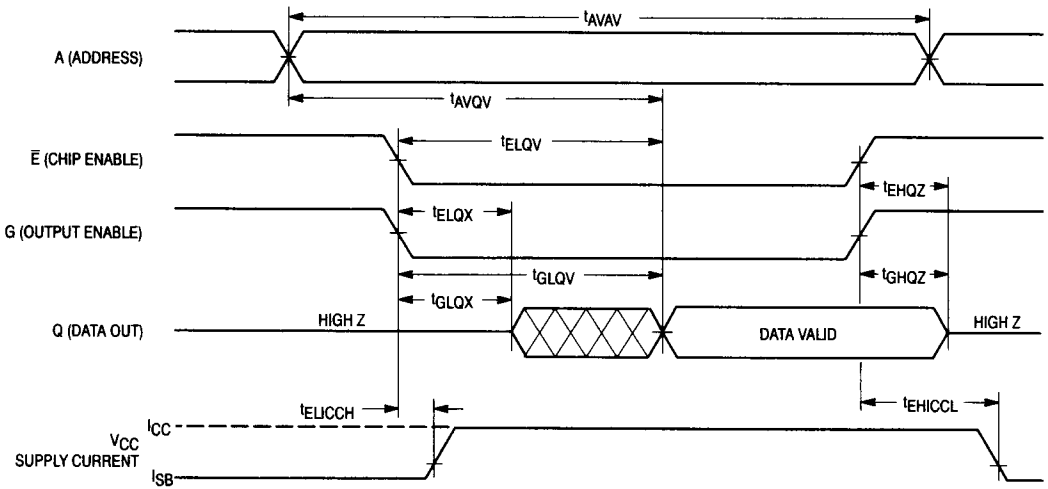 tAVAV
A (ADDRESS)
tAVQV
E̅ (CHIP ENABLE)
tELQV
tEHQZ
tELQX
G (OUTPUT ENABLE)
tGLQV
tGHQZ
tGLQX
Q (DATA OUT)
HIGH Z
DATA VALID
HIGH Z
tELICCH
tEHICCL
ICC
VCC
SUPPLY CURRENT
ISB